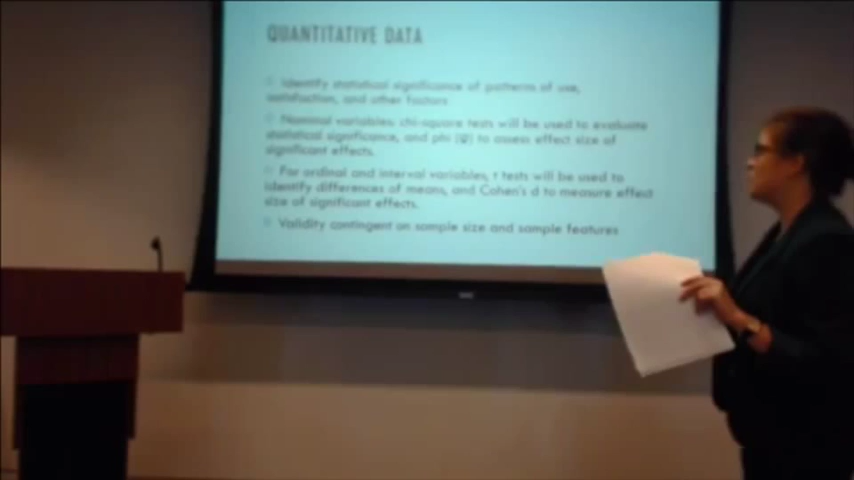 QUANTITATIVE DATA
Identify statistical significance of patterns of use,
satisfaction, and other factors
Nominal variables, chi-square tests will be used to evaluate
statistical significance, and phi (φ) to assess effect size of
significant effects.
For ordinal and interval variables, t tests will be used to
identify differences of means, and Cohen's d to measure effect
size of significant effects.
Validity contingent on sample size and sample features